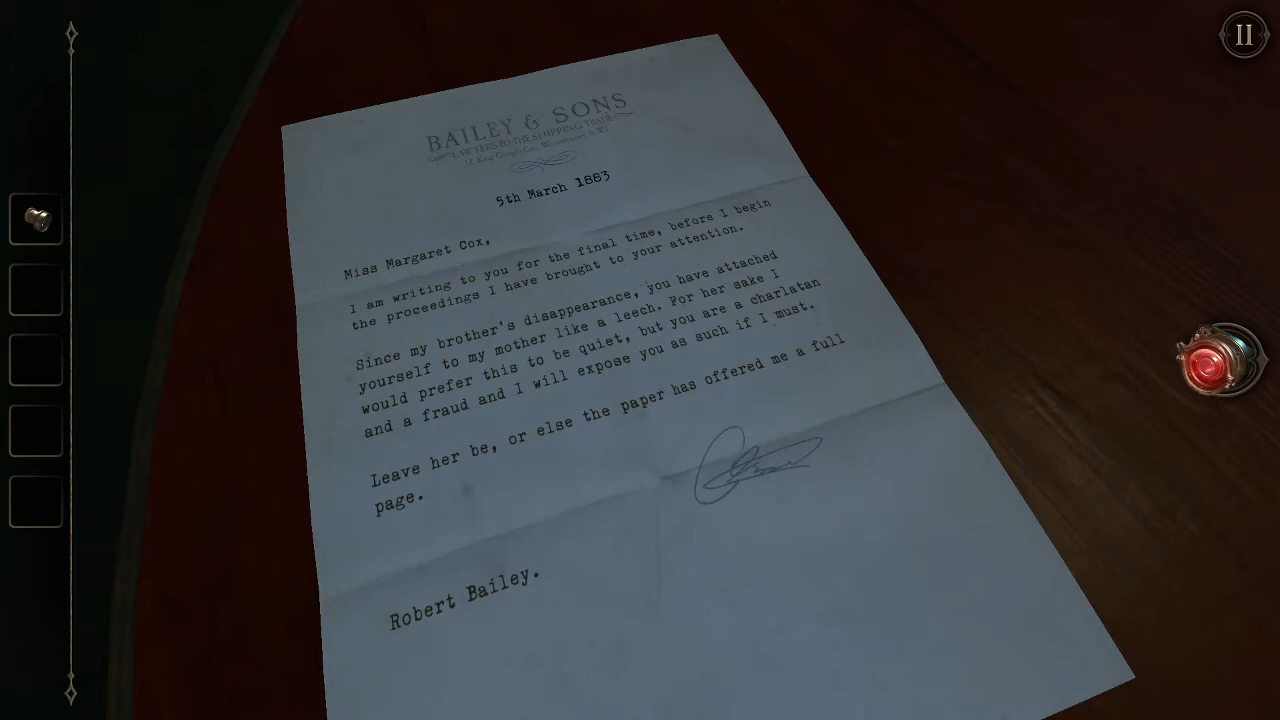 BAILEY & SONS
LAWYERS TO THE SHIPPING TRADE
5th March 1883
Miss Margaret Cox,
I am writing to you for the final time, before I begin
the proceedings I have brought to your attention.
Since my brother's disappearance, you have attached
yourself to my mother like a leech. For her sake I
would prefer this to be quiet, but you are a charlatan
and a fraud and I will expose you as such if I must.
Leave her be, or else the paper has offered me a full
page.
Robert Bailey.